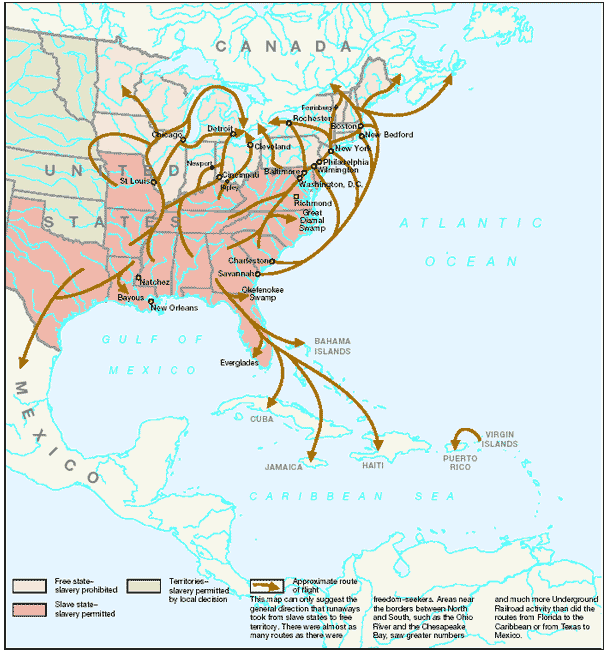 CANADA
Ferrisburg
Rochester
Boston
New Bedford
Chicago
Detroit
Cleveland
New York
Newport
Philadelphia
Wilmington
Baltimore
Cincinnati
Ripley
Washington, D.C.
UNITED
St Louis
Richmond
STATES
Great
Dismal
Swamp
ATLANTIC
OCEAN
Charleston
Savannah
Natchez
Okefenokee
Swamp
Bayous
New Orleans
GULF OF
MEXICO
BAHAMA
ISLANDS
Everglades
MEXICO
CUBA
JAMAICA
HAITI
PUERTO
RICO
VIRGIN
ISLANDS
CARIBBEAN SEA
Free state–
slavery prohibited
Slave state–
slavery permitted
Territories–
slavery permitted
by local decision
Approximate route
of flight
This map can only suggest the
general direction that runaways
took from slave states to free
territory. There were almost as
many routes as there were
freedom-seekers. Areas near
the borders between North
and South, such as the Ohio
River and the Chesapeake
Bay, saw greater numbers
and much more Underground
Railroad activity than did the
routes from Florida to the
Caribbean or from Texas to
Mexico.